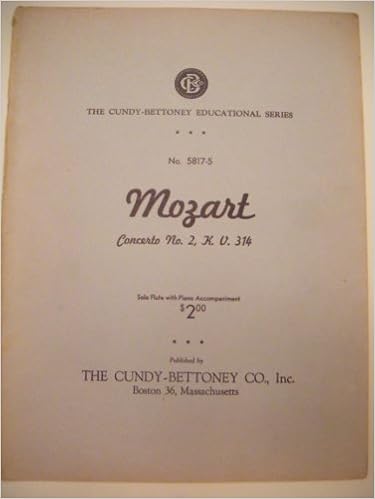 CB
THE CUNDY-BETTONEY EDUCATIONAL SERIES
* * *
No. 5817-5
Mozart
Concerto No. 2, K. V. 314
Solo Flute with Piano Accompaniment
$2.00
* * *
Published by
THE CUNDY-BETTONEY CO., Inc.
Boston 36, Massachusetts